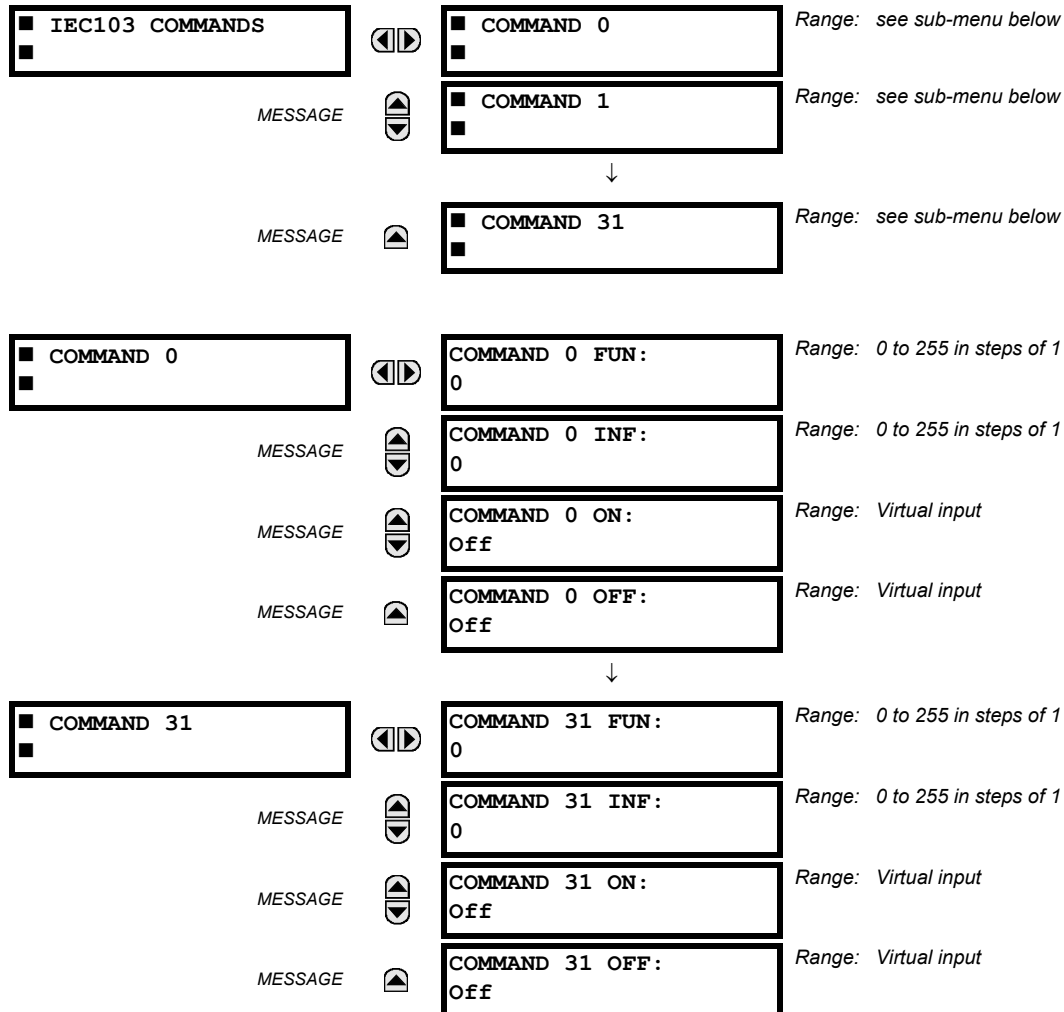 ■ IEC103 COMMANDS
■
■ COMMAND 0
■
Range: see sub-menu below
MESSAGE
■ COMMAND 1
■
Range: see sub-menu below
↓
MESSAGE
■ COMMAND 31
■
Range: see sub-menu below
■ COMMAND 0
■
COMMAND 0 FUN:
0
Range: 0 to 255 in steps of 1
MESSAGE
COMMAND 0 INF:
0
Range: 0 to 255 in steps of 1
MESSAGE
COMMAND 0 ON:
Off
Range: Virtual input
MESSAGE
COMMAND 0 OFF:
Off
Range: Virtual input
↓
■ COMMAND 31
■
COMMAND 31 FUN:
0
Range: 0 to 255 in steps of 1
MESSAGE
COMMAND 31 INF:
0
Range: 0 to 255 in steps of 1
MESSAGE
COMMAND 31 ON:
Off
Range: Virtual input
MESSAGE
COMMAND 31 OFF:
Off
Range: Virtual input